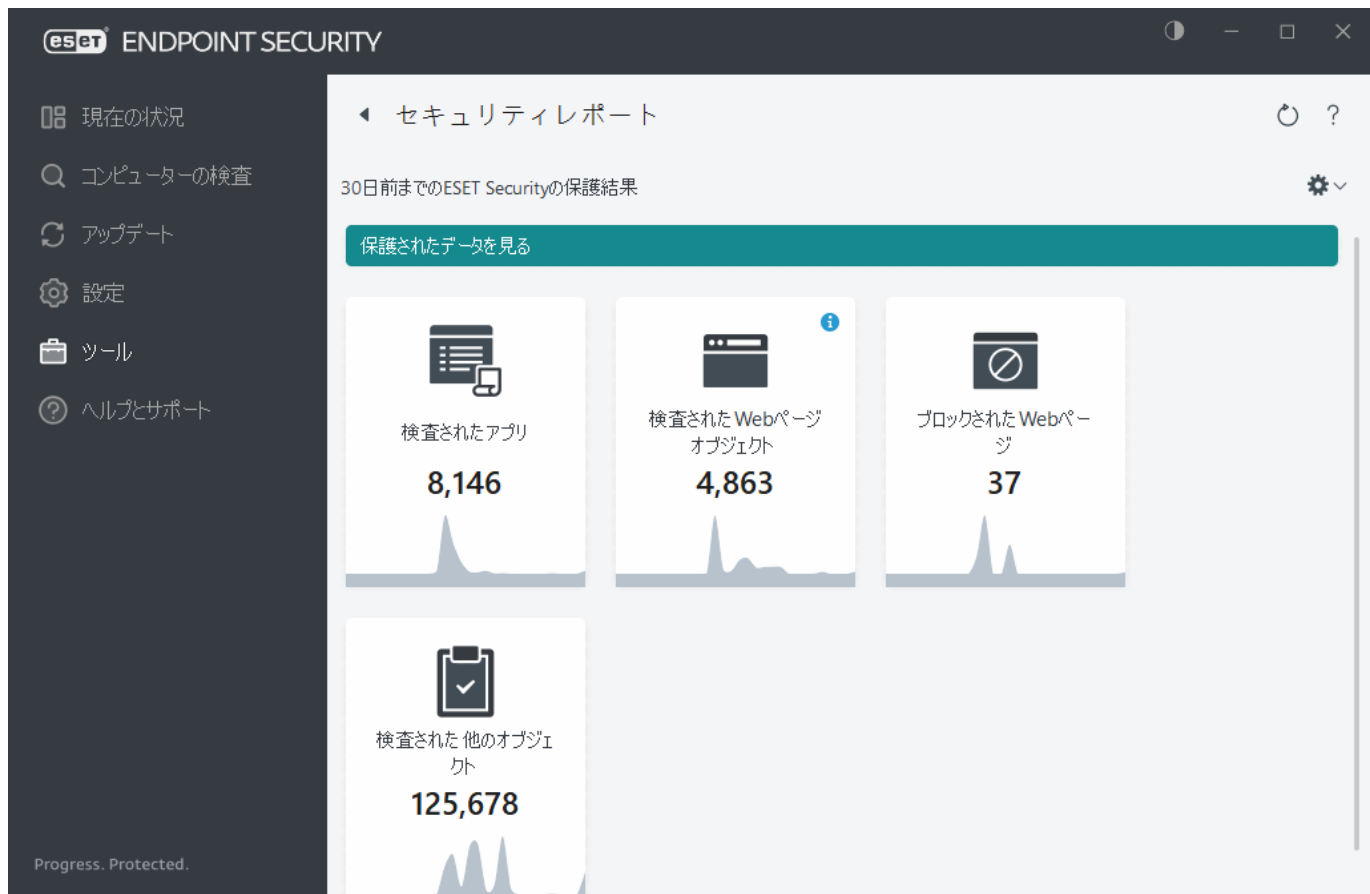 eset ENDPOINT SECURITY
現在の状況
コンピューターの検査
アップデート
設定
ツール
ヘルプとサポート
Progress. Protected.
セキュリティレポート
?
30日前までのESET Securityの保護結果
保護されたデータを見る
検査されたアプリ
8,146
検査されたWebページ
オブジェクト
4,863
ブロックされたWebペー
ジ
37
検査された他のオブジェ
クト
125,678